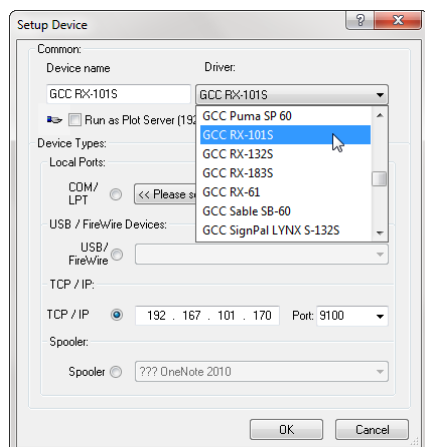 Setup Device
Common:
Device name
Driver:
GCC RX-101S
GCC RX-101S
Run as Plot Server (192
GCC Puma SP 60
GCC RX-101S
GCC RX-132S
GCC RX-183S
GCC RX-61
GCC Sable SB-60
GCC SignPal LYNX S-132S
Device Types:
Local Ports:
COM/
LPT
<< Please se
USB / FireWire Devices:
USB/
FireWire
TCP / IP:
TCP / IP
192 . 167 . 101 . 170
Port:
9100
Spooler:
Spooler
??? OneNote 2010
OK
Cancel